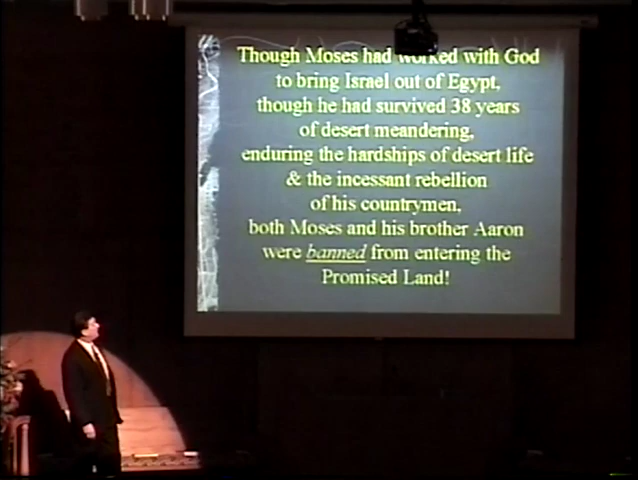 Though Moses had worked with God
to bring Israel out of Egypt,
though he had survived 38 years
of desert meandering,
enduring the hardships of desert life
& the incessant rebellion
of his countrymen,
both Moses and his brother Aaron
were banned from entering the
Promised Land!